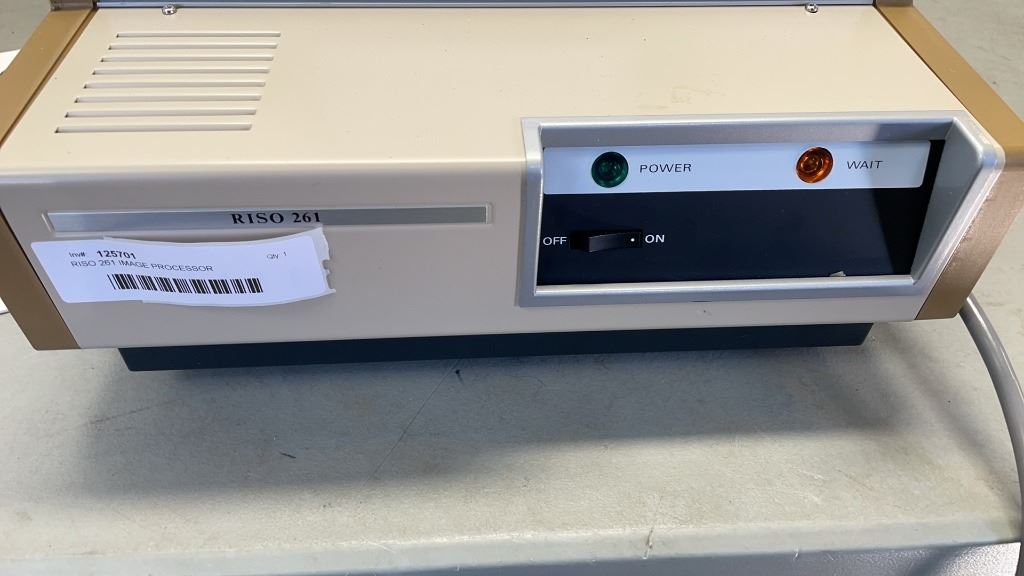 POWER
WAIT
RISO 261
OFF
ON
Inv#: 125701
Qty 1
RISO 261 IMAGE PROCESSOR